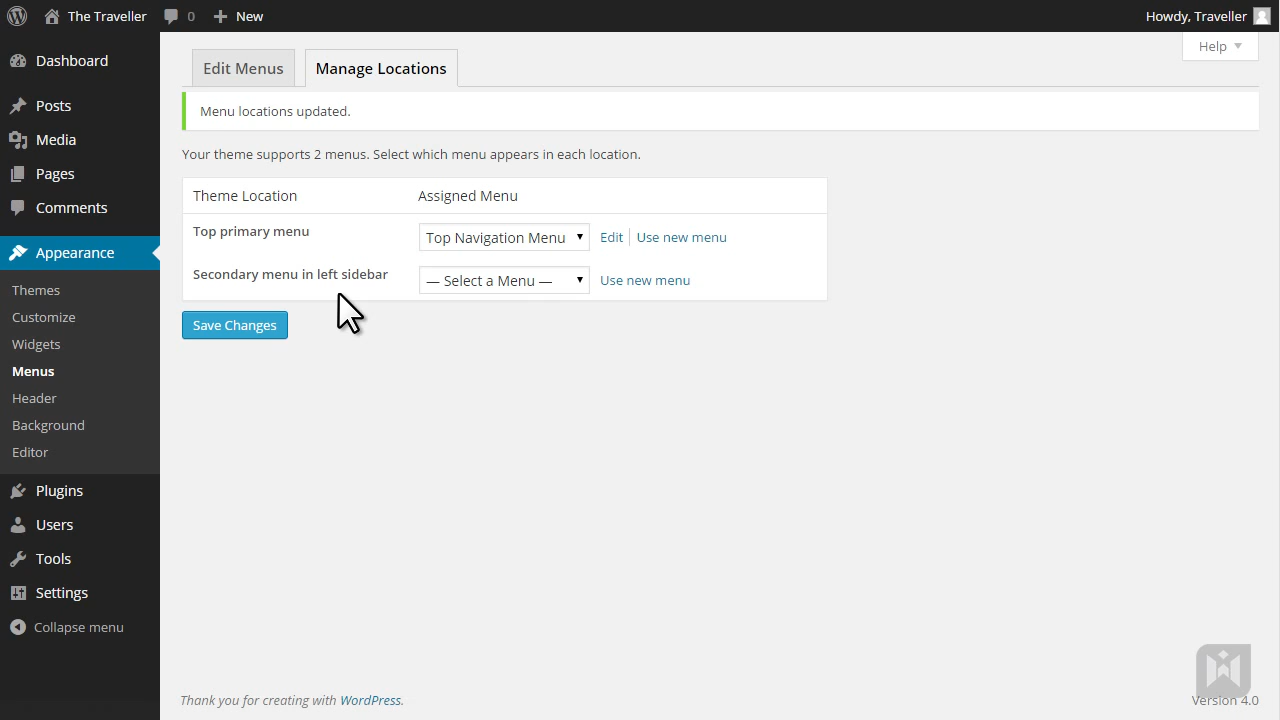 The Traveller 0 New Howdy, Traveller
Help
Dashboard
Posts
Media
Pages
Comments
Appearance
Themes
Customize
Widgets
Menus
Header
Background
Editor
Plugins
Users
Tools
Settings
Collapse menu
Edit Menus Manage Locations
Menu locations updated.
Your theme supports 2 menus. Select which menu appears in each location.
Theme Location Assigned Menu
Top primary menu Top Navigation Menu Edit Use new menu
Secondary menu in left sidebar — Select a Menu — Use new menu
Save Changes
Thank you for creating with WordPress. Version 4.0